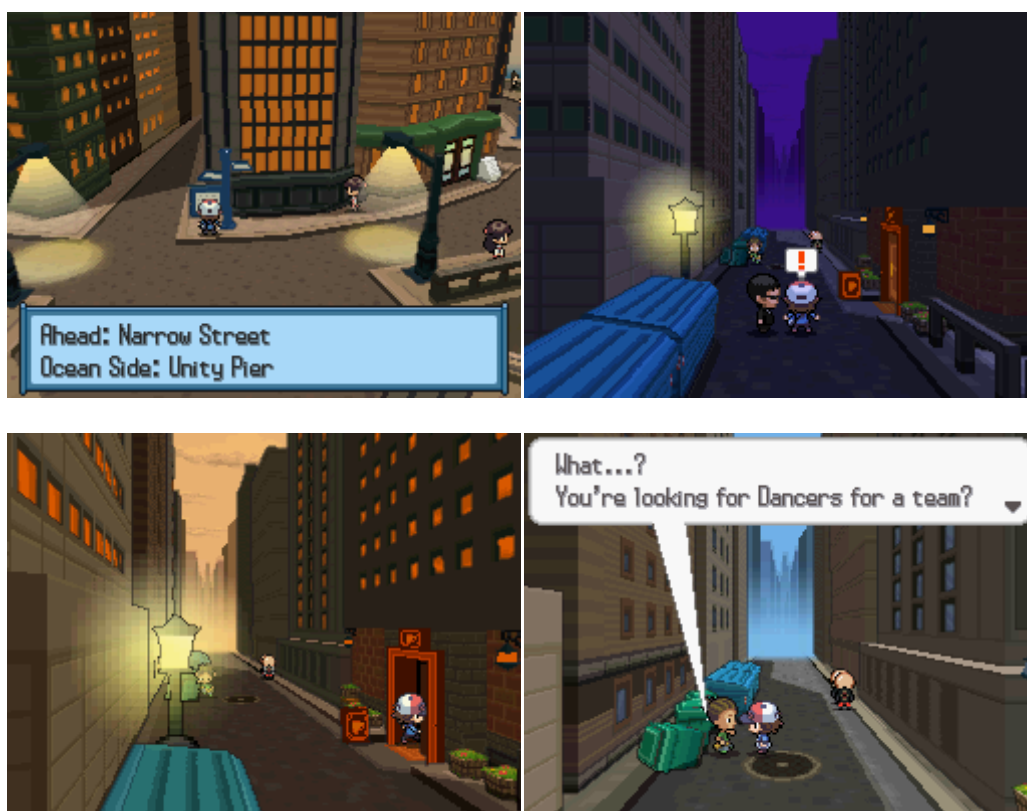 Ahead: Narrow Street
Ocean Side: Unity Pier
!
What...?
You're looking for Dancers for a team?